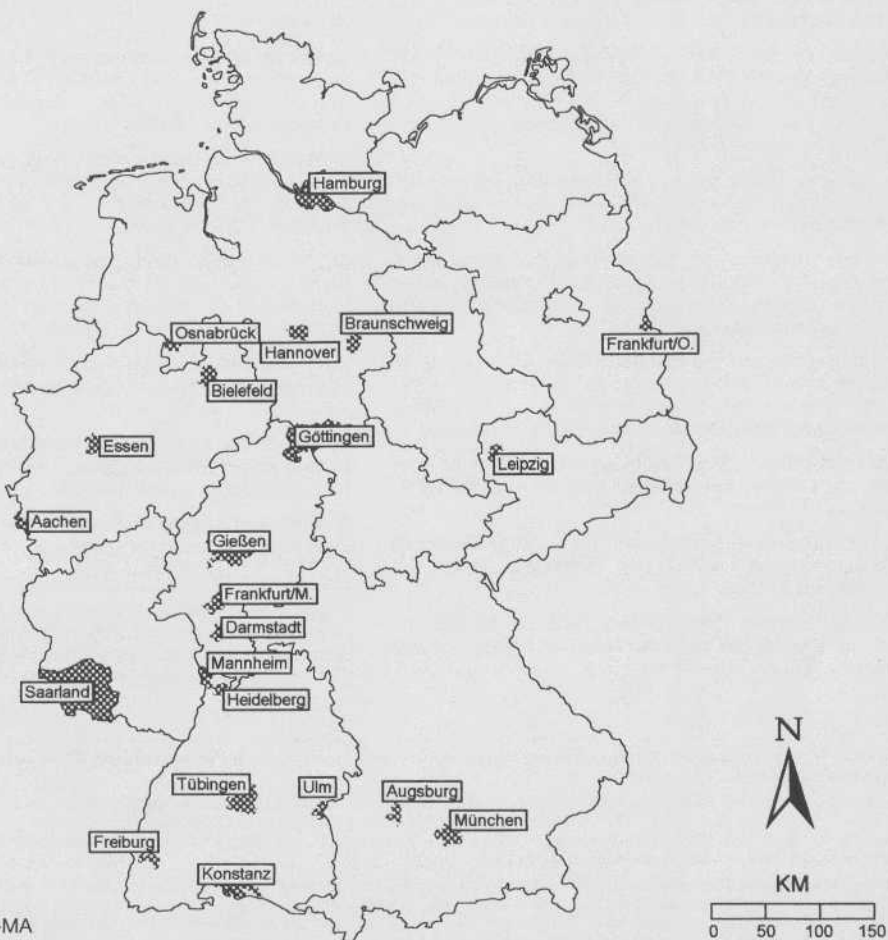 Hamburg
Osnabrück
Braunschweig
Hannover
Frankfurt/O.
Bielefeld
Essen
Göttingen
Leipzig
Aachen
Gießen
Frankfurt/M.
Darmstadt
Mannheim
Saarland
Heidelberg
N
Tübingen
Ulm
Augsburg
München
Freiburg
Konstanz
KM
-MA
0 50 100 150